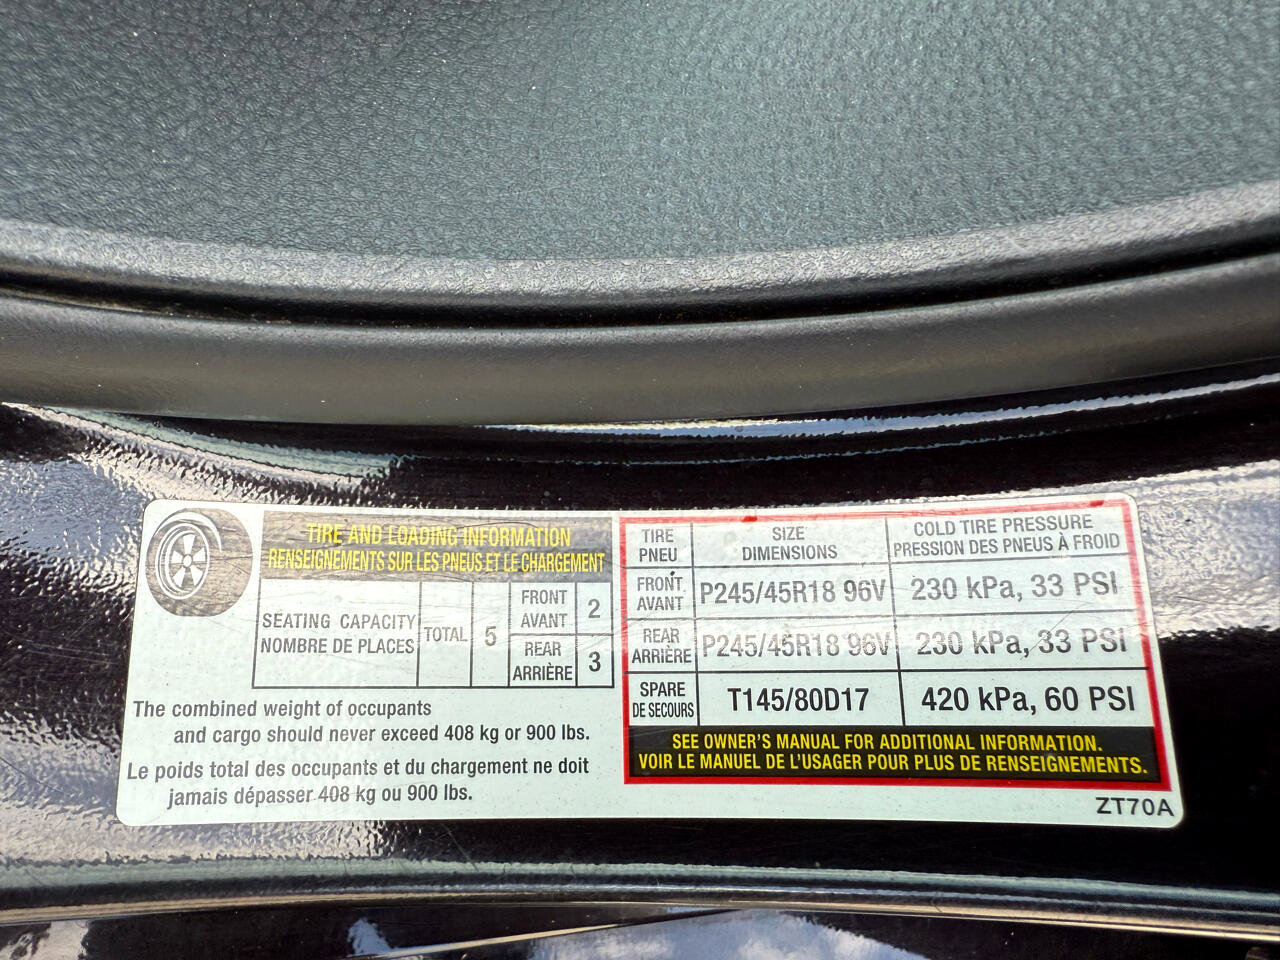 TIRE AND LOADING INFORMATION
RENSEIGNEMENTS SUR LES PNEUS ET LE CHARGEMENT
SEATING CAPACITY
NOMBRE DE PLACES
TOTAL
5
FRONT
AVANT
2
REAR
ARRIÈRE
3
The combined weight of occupants
and cargo should never exceed 408 kg or 900 lbs.
Le poids total des occupants et du chargement ne doit
jamais dépasser 408 kg ou 900 lbs.
TIRE
PNEU
SIZE
DIMENSIONS
COLD TIRE PRESSURE
PRESSION DES PNEUS À FROID
FRONT
AVANT
P245/45R18 96V
230 kPa, 33 PSI
REAR
ARRIÈRE
P245/45R18 96V
230 kPa, 33 PSI
SPARE
DE SECOURS
T145/80D17
420 kPa, 60 PSI
SEE OWNER'S MANUAL FOR ADDITIONAL INFORMATION.
VOIR LE MANUEL DE L'USAGER POUR PLUS DE RENSEIGNEMENTS.
ZT70A